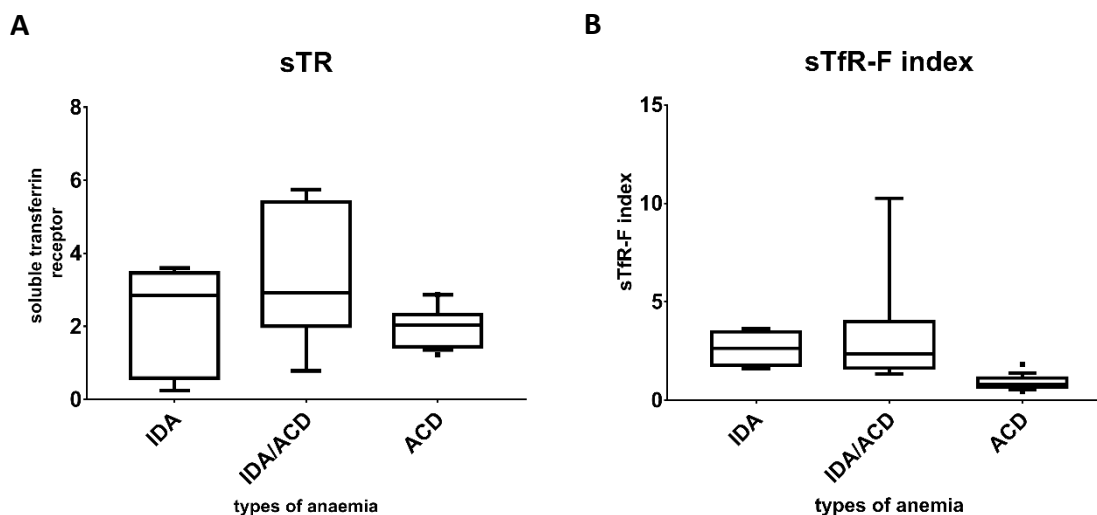 A
sTR
soluble transferrin
receptor
8
6
4
2
0
IDA
IDA/ACD
ACD
types of anaemia
B
sTfR-F index
sTfR-F index
15
10
5
0
IDA
IDA/ACD
ACD
types of anemia